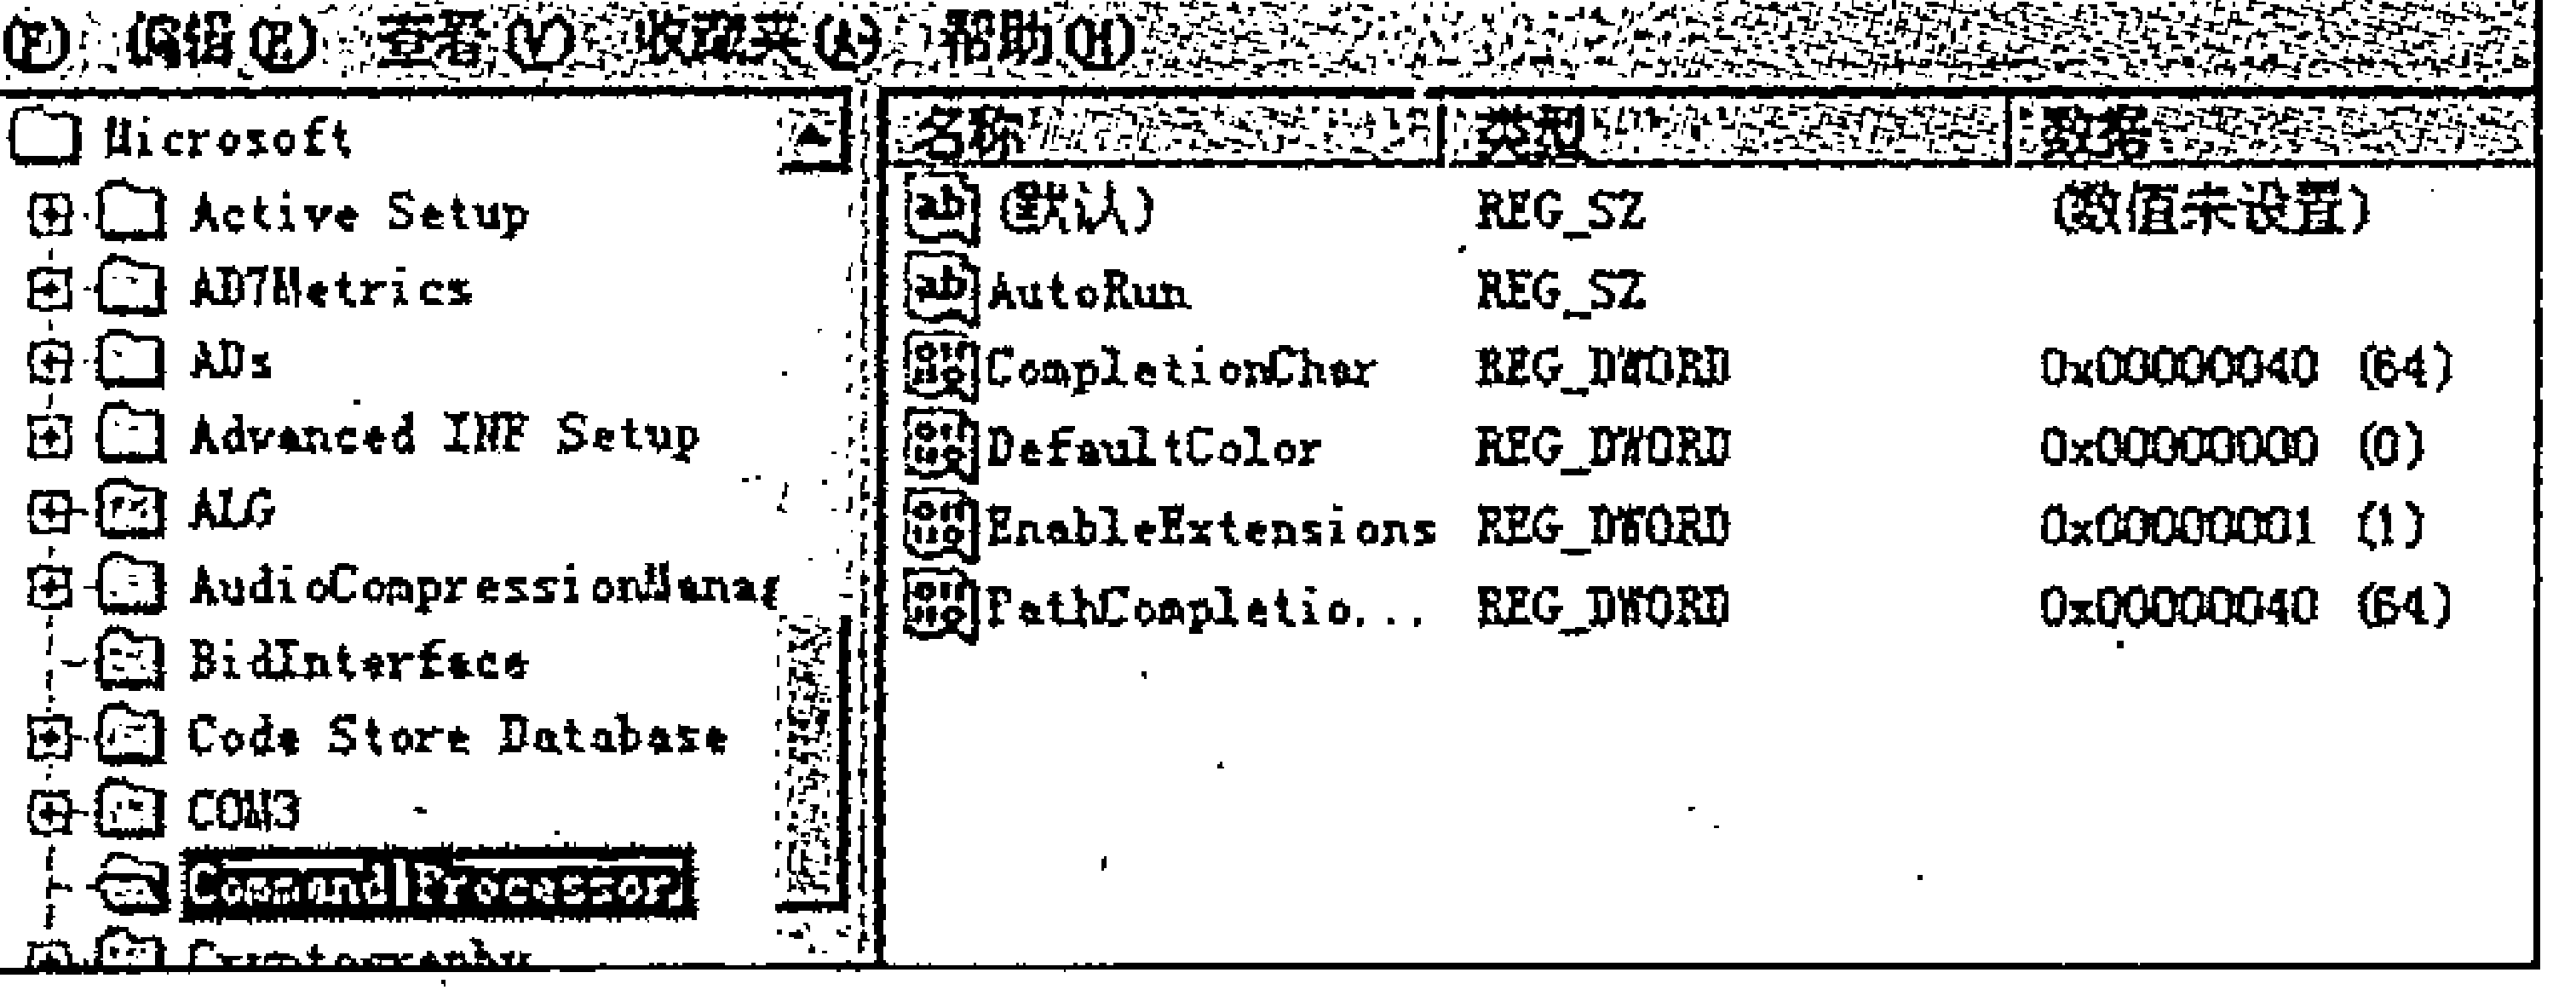 (F) 编辑(E) 查看(V) 收藏夹(A) 帮助(H)
Microsoft
Active Setup
AD7Metrics
ADs
Advanced INF Setup
ALG
AudioCompressionManag
BidInterface
Code Store Database
COM3
Command Processor
Cryptography
名称 类型 数据
(默认) REG_SZ (数值未设置)
AutoRun REG_SZ
CompletionChar REG_DWORD 0x00000040 (64)
DefaultColor REG_DWORD 0x00000000 (0)
EnableExtensions REG_DWORD 0x00000001 (1)
PathCompletio... REG_DWORD 0x00000040 (64)